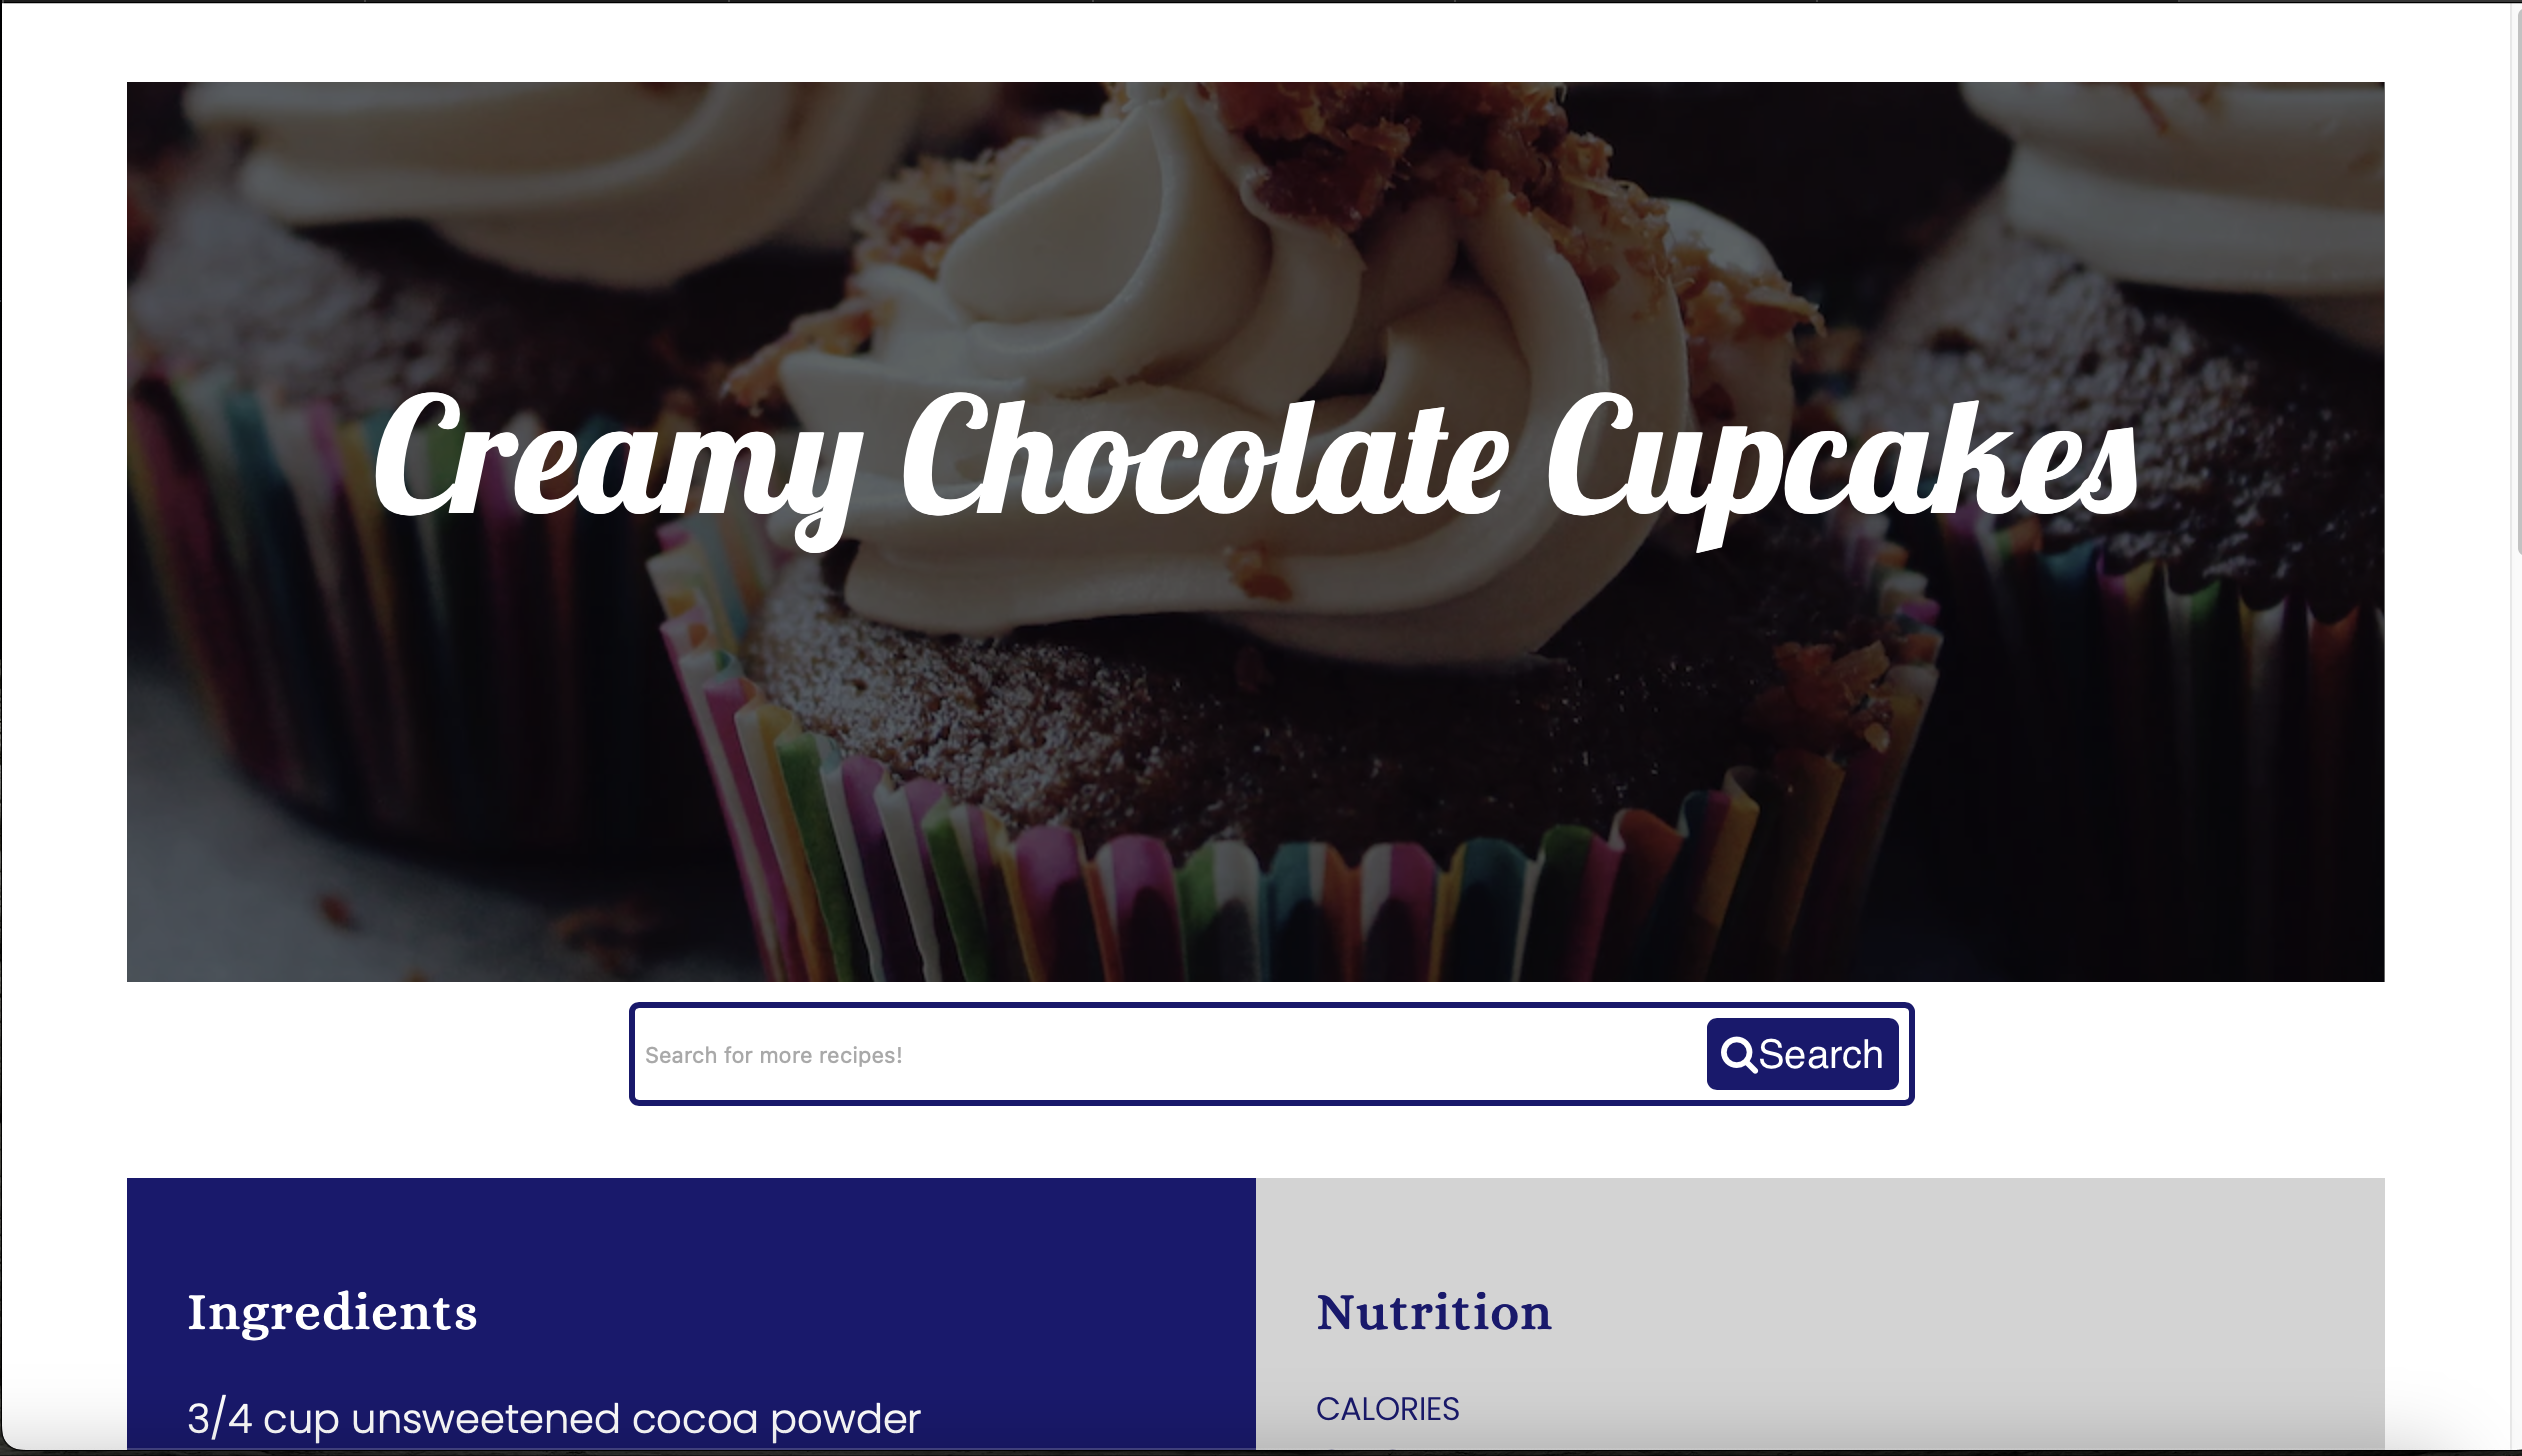 Creamy Chocolate Cupcakes
Search for more recipes!
Search
Ingredients
3/4 cup unsweetened cocoa powder
Nutrition
CALORIES